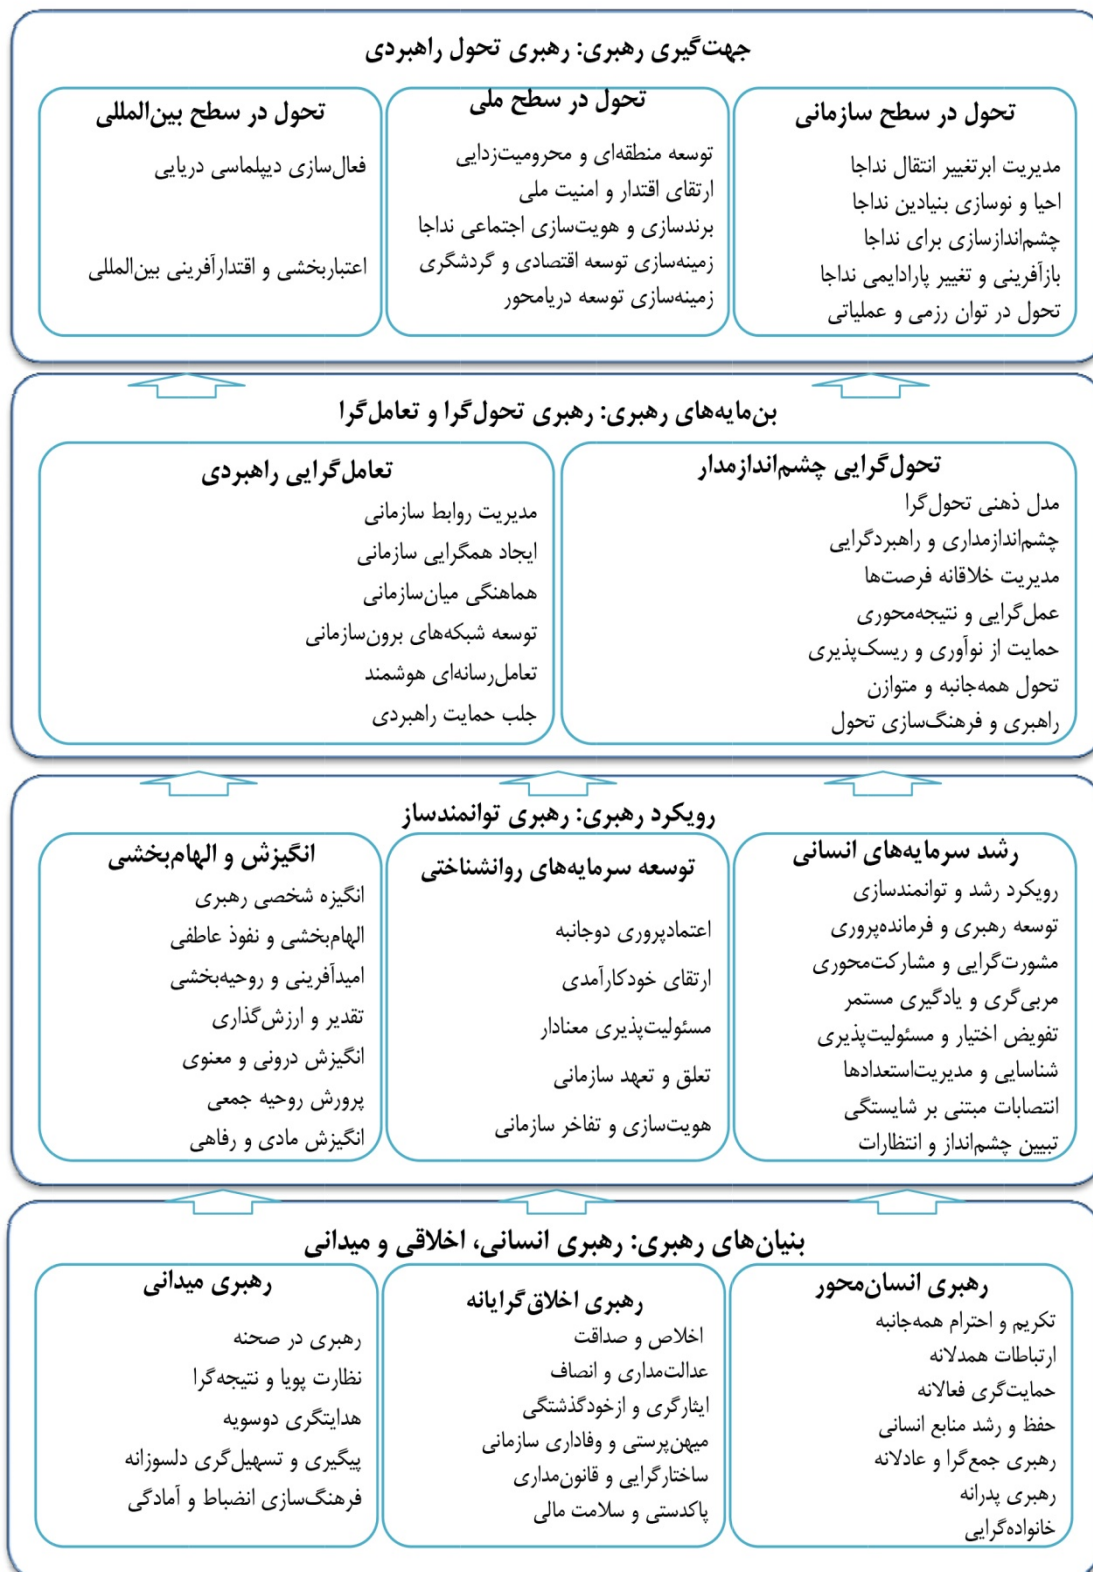 جهت‌گیری رهبری: رهبری تحول راهبردی
تحول در سطح سازمانی
مدیریت ابرتغییر انتقال نداجا
احیا و نوسازی بنیادین نداجا
چشم‌اندازسازی برای نداجا
بازآفرینی و تغییر پارادایمی نداجا
تحول در توان رزمی و عملیاتی
تحول در سطح ملی
توسعه منطقه‌ای و محرومیت‌زدایی
ارتقای اقتدار و امنیت ملی
برندسازی و هویت‌سازی اجتماعی نداجا
زمینه‌سازی توسعه اقتصادی و گردشگری
زمینه‌سازی توسعه دریامحور
تحول در سطح بین‌المللی
فعال‌سازی دیپلماسی دریایی
اعتباربخشی و اقتدارآفرینی بین‌المللی
بن‌مایه‌های رهبری: رهبری تحول‌گرا و تعامل‌گرا
تحول‌گرایی چشم‌اندازمدار
مدل ذهنی تحول‌گرا
چشم‌اندازمداری و راهبردگرایی
مدیریت خلاقانه فرصت‌ها
عمل‌گرایی و نتیجه‌محوری
حمایت از نوآوری و ریسک‌پذیری
تحول همه‌جانبه و متوازن
راهبری و فرهنگ‌سازی تحول
تعامل‌گرایی راهبردی
مدیریت روابط سازمانی
ایجاد همگرایی سازمانی
هماهنگی میان‌سازمانی
توسعه شبکه‌های برون‌سازمانی
تعامل‌رسانه‌ای هوشمند
جلب حمایت راهبردی
رویکرد رهبری: رهبری توانمندساز
رشد سرمایه‌های انسانی
رویکرد رشد و توانمندسازی
توسعه رهبری و فرمانده‌پروری
مشورت‌گرایی و مشارکت‌محوری
مربی‌گری و یادگیری مستمر
تفویض اختیار و مسئولیت‌پذیری
شناسایی و مدیریت‌استعدادها
انتصابات مبتنی بر شایستگی
تبیین چشم‌انداز و انتظارات
توسعه سرمایه‌های روانشناختی
اعتمادپروری دوجانبه
ارتقای خودکارآمدی
مسئولیت‌پذیری معنادار
تعلق و تعهد سازمانی
هویت‌سازی و تفاخر سازمانی
انگیزش و الهام‌بخشی
انگیزه شخصی رهبری
الهام‌بخشی و نفوذ عاطفی
امیدآفرینی و روحیه‌بخشی
تقدیر و ارزش‌گذاری
انگیزش درونی و معنوی
پرورش روحیه جمعی
انگیزش مادی و رفاهی
بنیان‌های رهبری: رهبری انسانی، اخلاقی و میدانی
رهبری انسان‌محور
تکریم و احترام همه‌جانبه
ارتباطات همدلانه
حمایت‌گری فعالانه
حفظ و رشد منابع انسانی
رهبری جمع‌گرا و عادلانه
رهبری پدرانه
خانواده‌گرایی
رهبری اخلاق‌گرایانه
اخلاص و صداقت
عدالت‌مداری و انصاف
ایثارگری و ازخودگذشتگی
میهن‌پرستی و وفاداری سازمانی
ساختارگرایی و قانون‌مداری
پاکدستی و سلامت مالی
رهبری میدانی
رهبری در صحنه
نظارت پویا و نتیجه‌گرا
هدایتگری دوسویه
پیگیری و تسهیل‌گری دلسوزانه
فرهنگ‌سازی انضباط و آمادگی